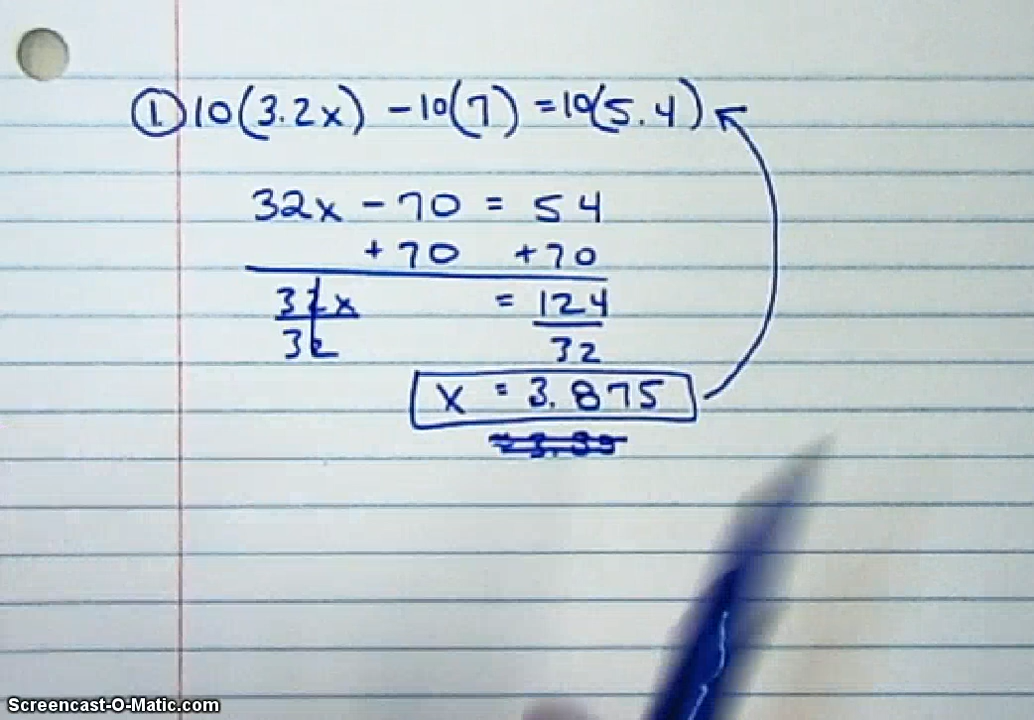 1. 10(3.2x) - 10(7) = 10(5.4)
32x - 70 = 54
+70 +70
32x = 124
32 32
x = 3.875
Screencast-O-Matic.com